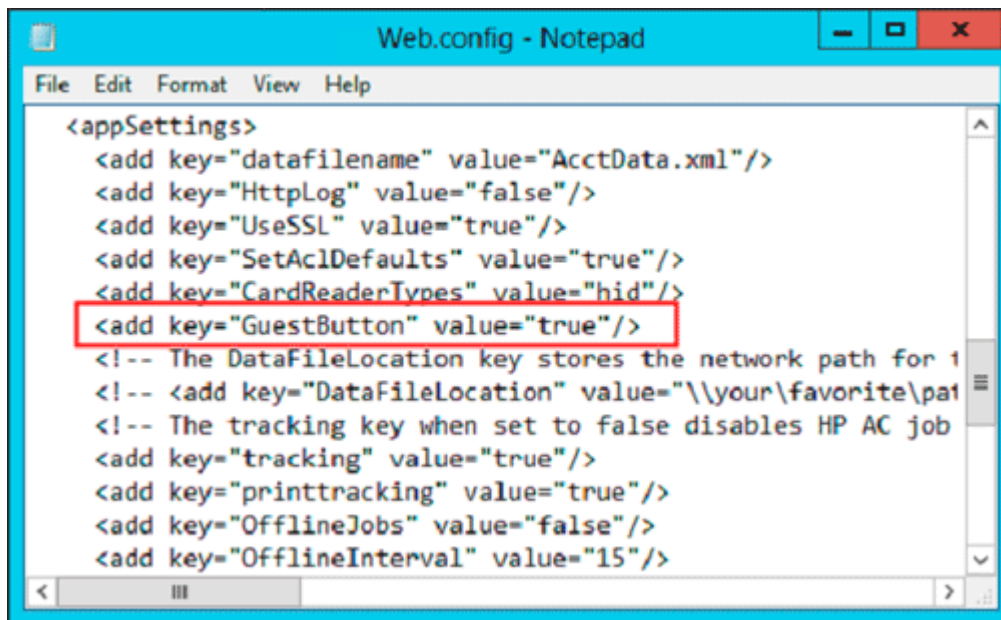 Web.config - Notepad
File Edit Format View Help
<appSettings>
<add key="datafilename" value="AcctData.xml"/>
<add key="HttpLog" value="false"/>
<add key="UseSSL" value="true"/>
<add key="SetAclDefaults" value="true"/>
<add key="CardReaderTypes" value="hid"/>
<add key="GuestButton" value="true"/>
<!-- The DataFileLocation key stores the network path for
<!-- <add key="DataFileLocation" value="\\your\favorite\pat
<!-- The tracking key when set to false disables HP AC job
<add key="tracking" value="true"/>
<add key="printtracking" value="true"/>
<add key="OfflineJobs" value="false"/>
<add key="OfflineInterval" value="15"/>